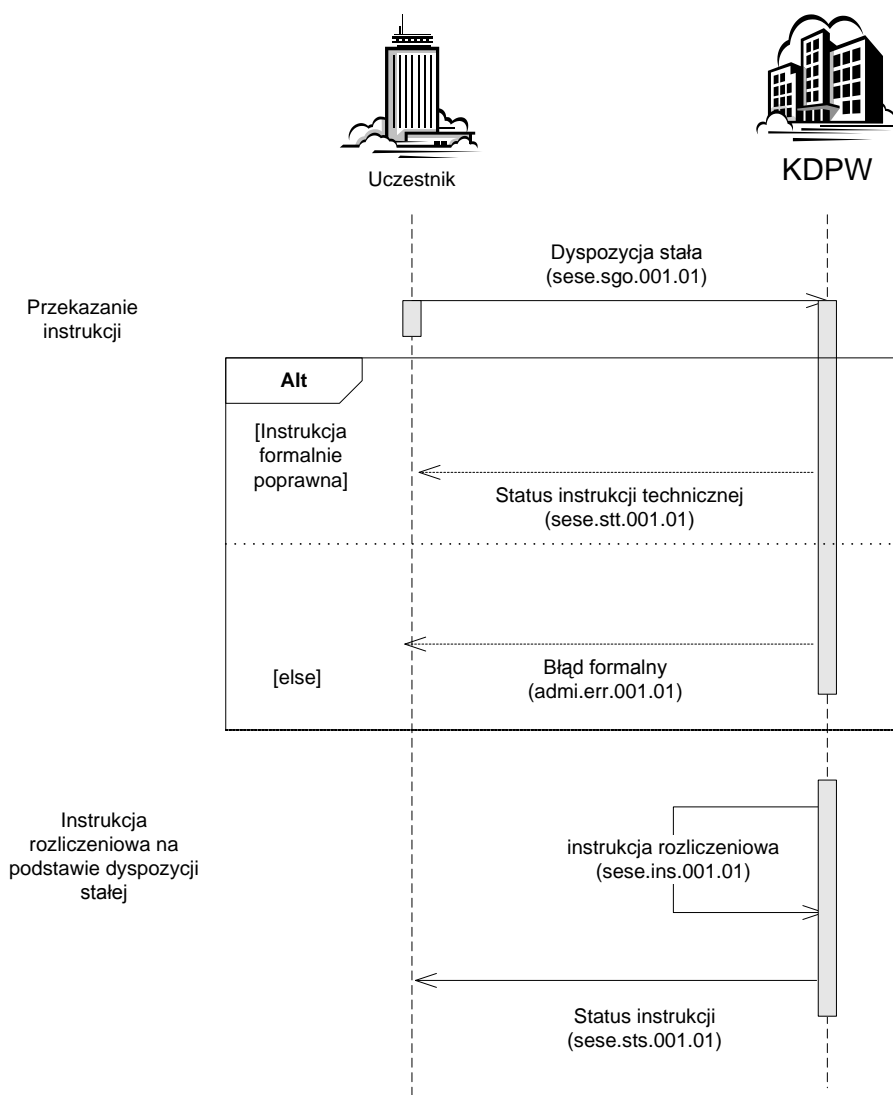 Uczestnik
KDPW
Dyspozycja stała
(sese.sgo.001.01)
Przekazanie
instrukcji
Alt
[Instrukcja
formalnie
poprawna]
Status instrukcji technicznej
(sese.stt.001.01)
[else]
Błąd formalny
(admi.err.001.01)
Instrukcja
rozliczeniowa na
podstawie dyspozycji
stałej
instrukcja rozliczeniowa
(sese.ins.001.01)
Status instrukcji
(sese.sts.001.01)